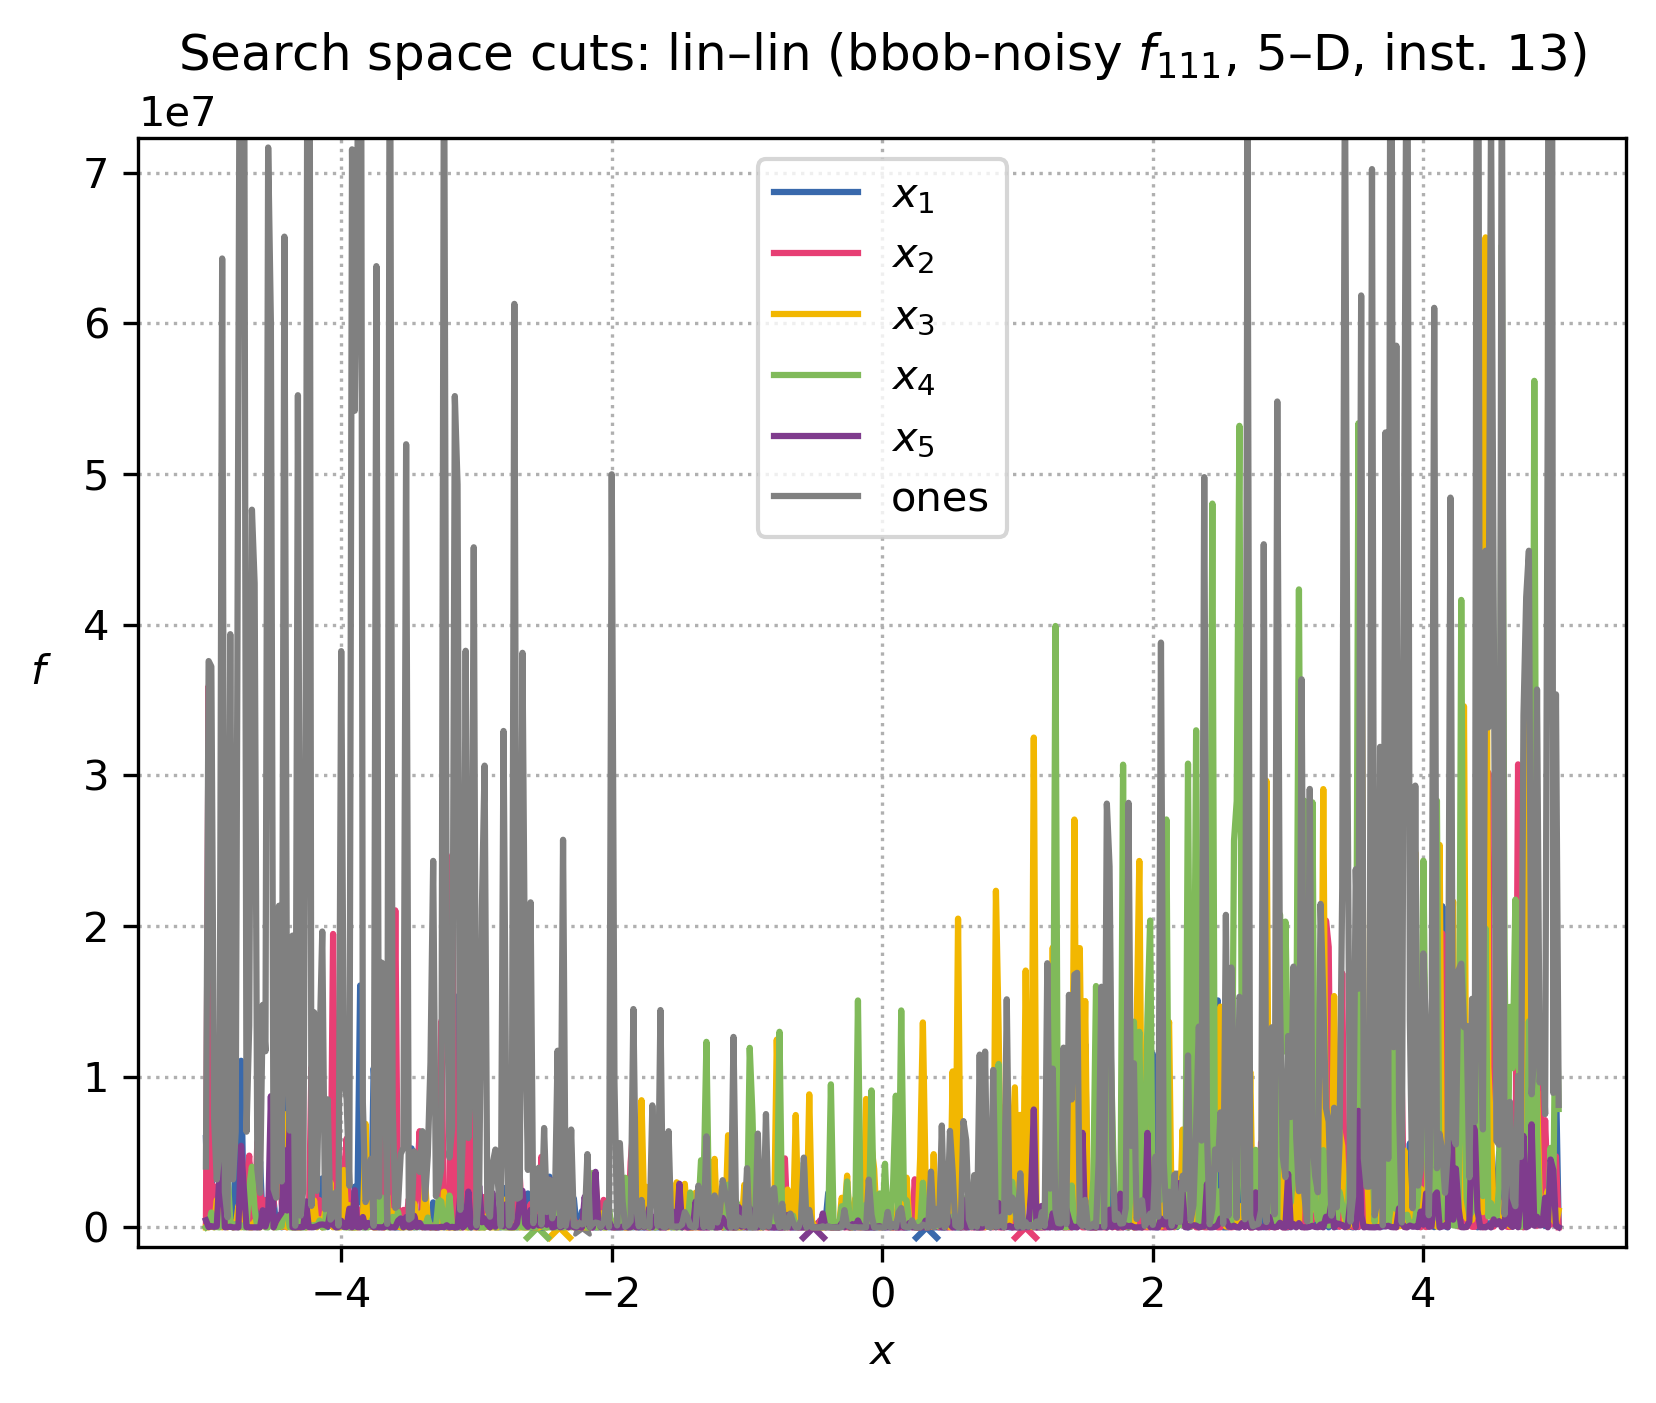 Search space cuts: lin–lin (bbob-noisy f₁₁₁, 5–D, inst. 13)
1e7
7
6
5
4
3
2
1
0
f
x₁
x₂
x₃
x₄
x₅
ones
−4 −2 0 2 4
x